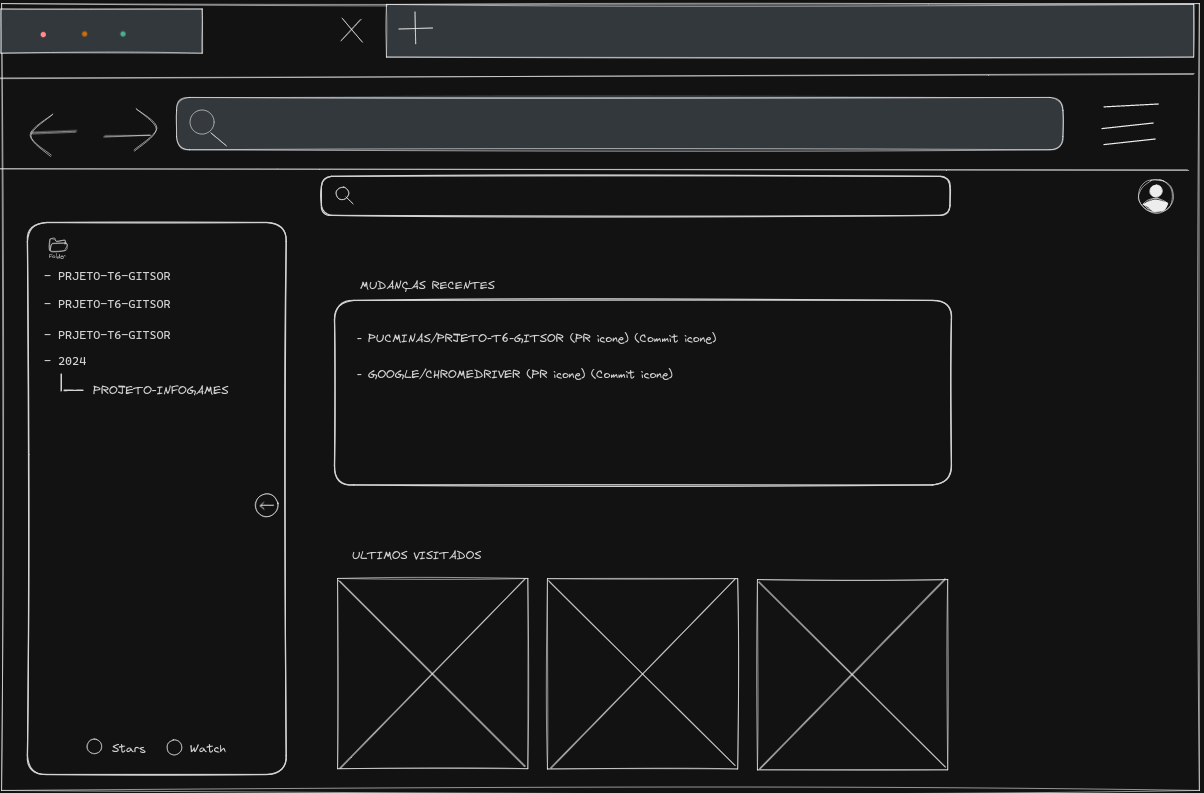 Folder
- PRJETO-T6-GITSOR
- PRJETO-T6-GITSOR
- PRJETO-T6-GITSOR
- 2024
PROJETO-INFOGAMES
Stars
Watch
MUDANÇAS RECENTES
- PUCMINAS/PRJETO-T6-GITSOR (PR icone) (Commit icone)
- GOOGLE/CHROMEDRIVER (PR icone) (Commit icone)
ULTIMOS VISITADOS